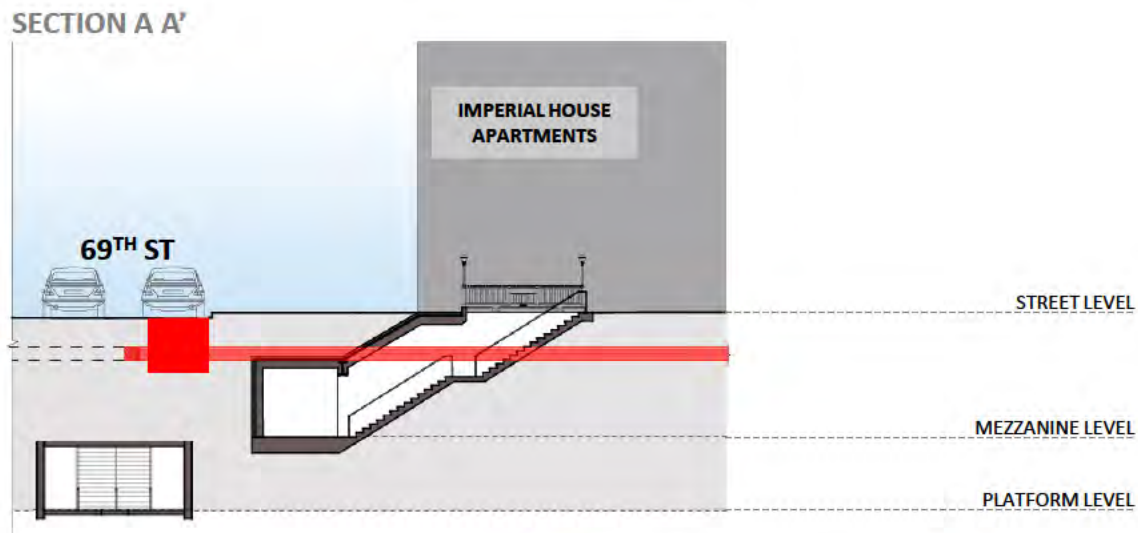 SECTION A A'
IMPERIAL HOUSE
APARTMENTS
69TH ST
STREET LEVEL
MEZZANINE LEVEL
PLATFORM LEVEL